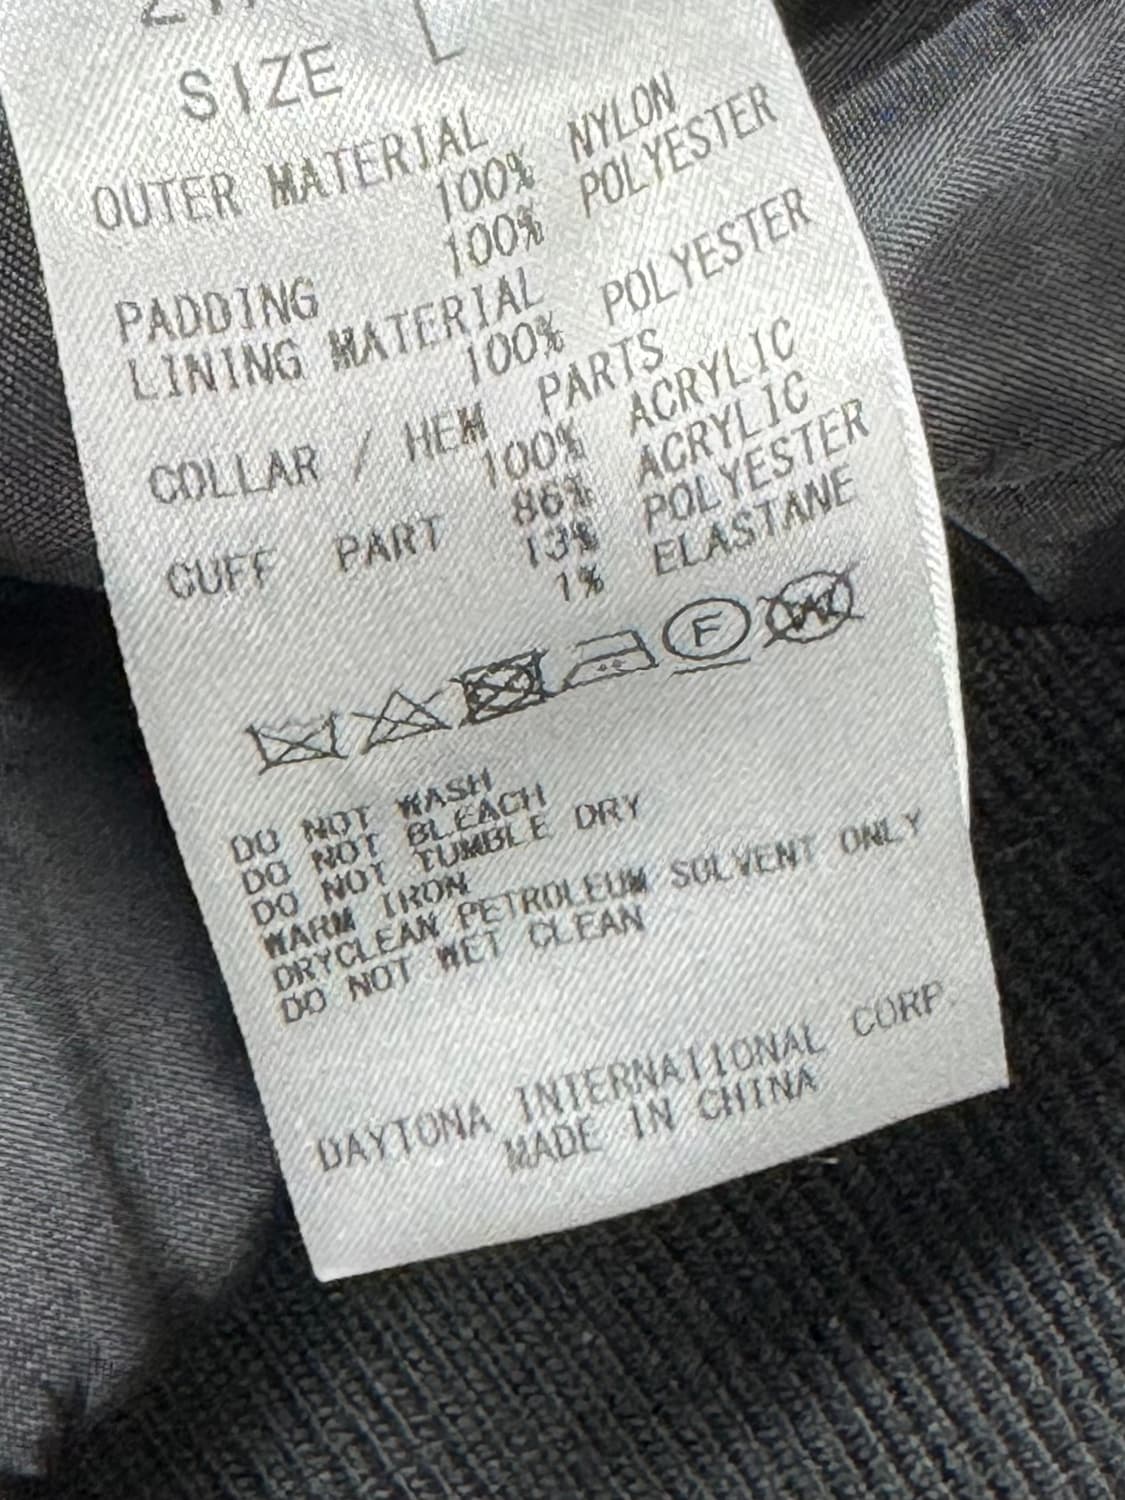 SIZE L
OUTER MATERIAL
100% NYLON
PADDING 100% POLYESTER
LINING MATERIAL
100% POLYESTER
COLLAR / HEM PARTS
100% ACRYLIC
CUFF PART 86% ACRYLIC
13% POLYESTER
1% ELASTANE
F W
DO NOT WASH
DO NOT BLEACH
DO NOT TUMBLE DRY
WARM IRON
DRYCLEAN PETROLEUM SOLVENT ONLY
DO NOT WET CLEAN
DAYTONA INTERNATIONAL CORP.
MADE IN CHINA